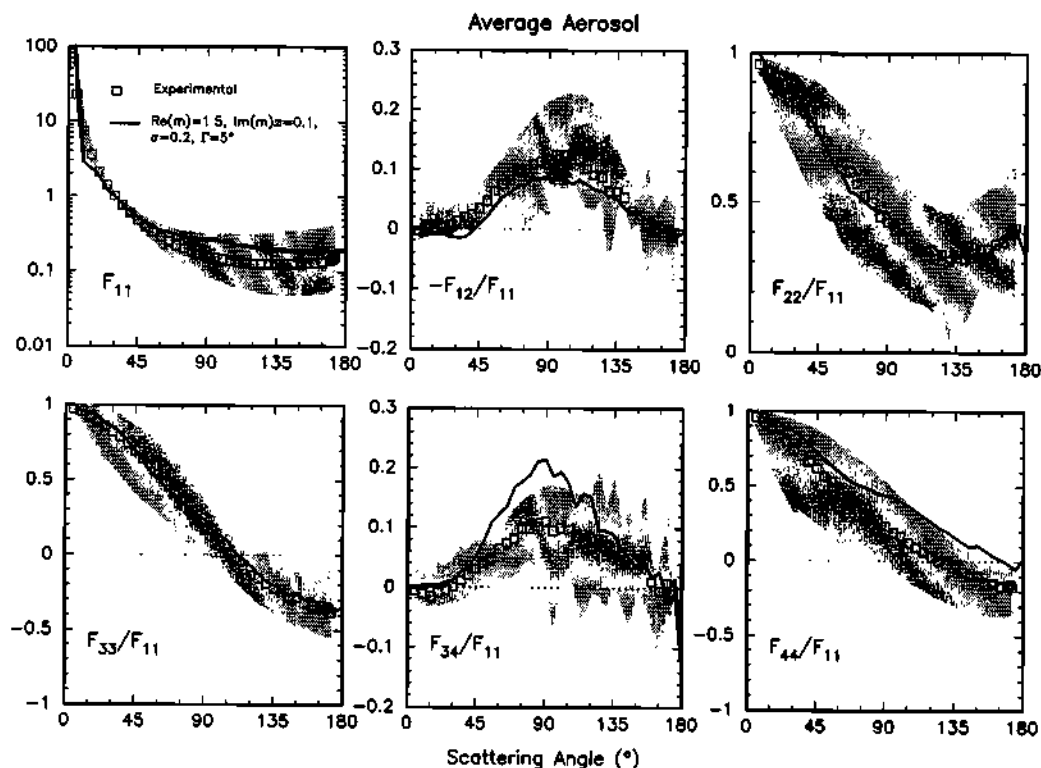 Average Aerosol
100
10
1
0.1
0.01
□ Experimental
Re(m)=1.5, Im(m)x=0.1,
σ=0.2, Γ=5°
F11
0 45 90 135 180
0.3
0.2
0.1
0
-0.1
-0.2
-F12/F11
0 45 90 135 180
1
0.5
0
F22/F11
0 45 90 135 180
1
0.5
0
-0.5
-1
F33/F11
0 45 90 135 180
0.3
0.2
0.1
0
-0.1
-0.2
F34/F11
0 45 90 135 180
1
0.5
0
-0.5
-1
F44/F11
0 45 90 135 180
Scattering Angle (°)